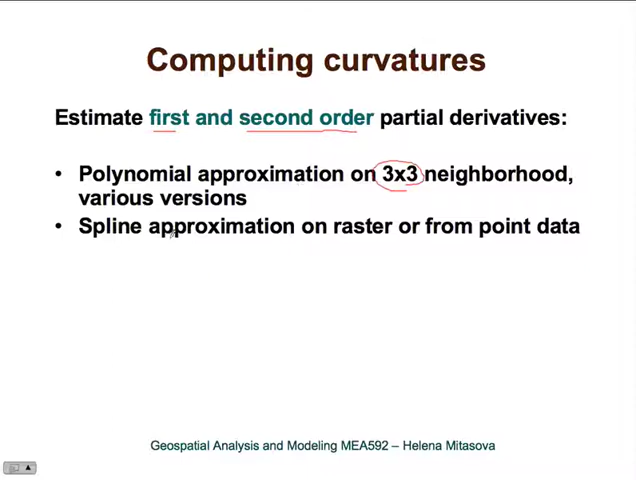 Computing curvatures
Estimate first and second order partial derivatives:
• Polynomial approximation on 3x3 neighborhood,
various versions
• Spline approximation on raster or from point data
Geospatial Analysis and Modeling MEA592 – Helena Mitasova